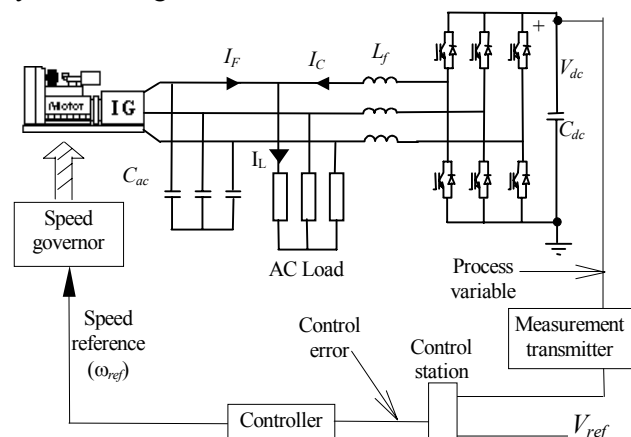 I_F
I_C
L_f
+
V_dc
C_dc
Motor
IG
C_ac
I_L
AC Load
Speed
governor
Process
variable
Measurement
transmitter
Speed
reference
(ω_ref)
Control
error
Control
station
Controller
V_ref